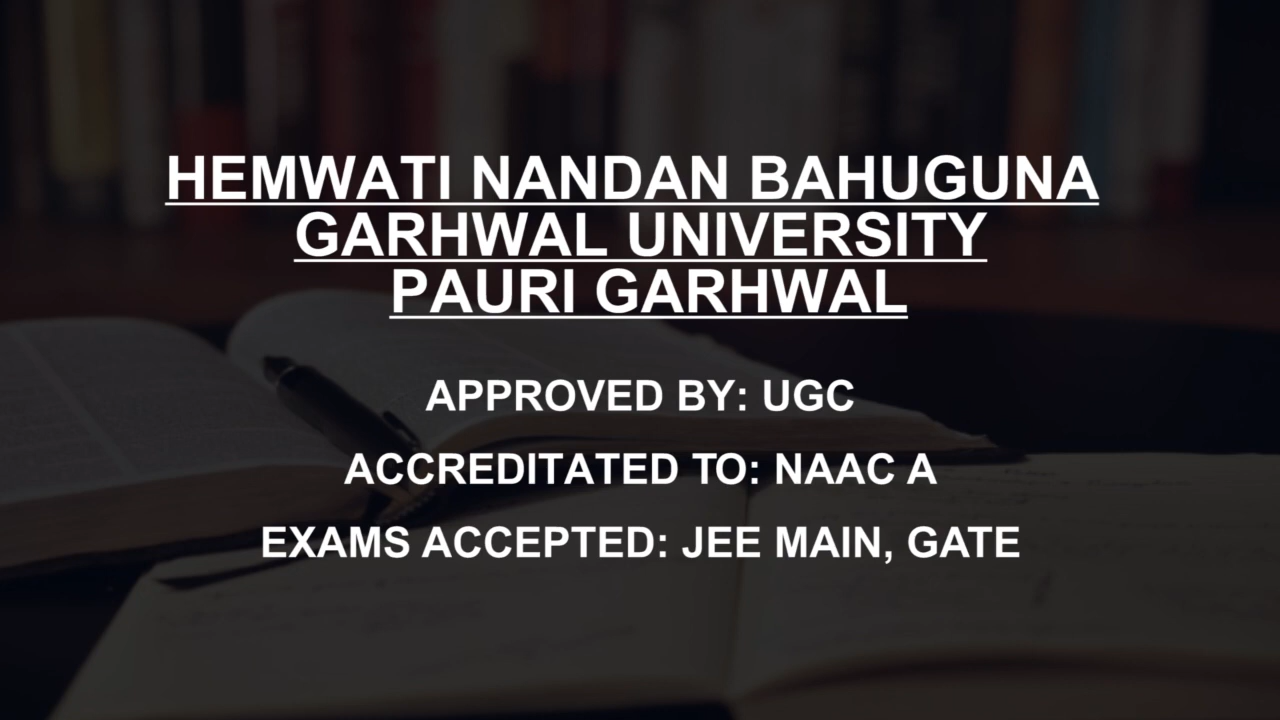 HEMWATI NANDAN BAHUGUNA
GARHWAL UNIVERSITY
PAURI GARHWAL
APPROVED BY: UGC
ACCREDITATED TO: NAAC A
EXAMS ACCEPTED: JEE MAIN, GATE